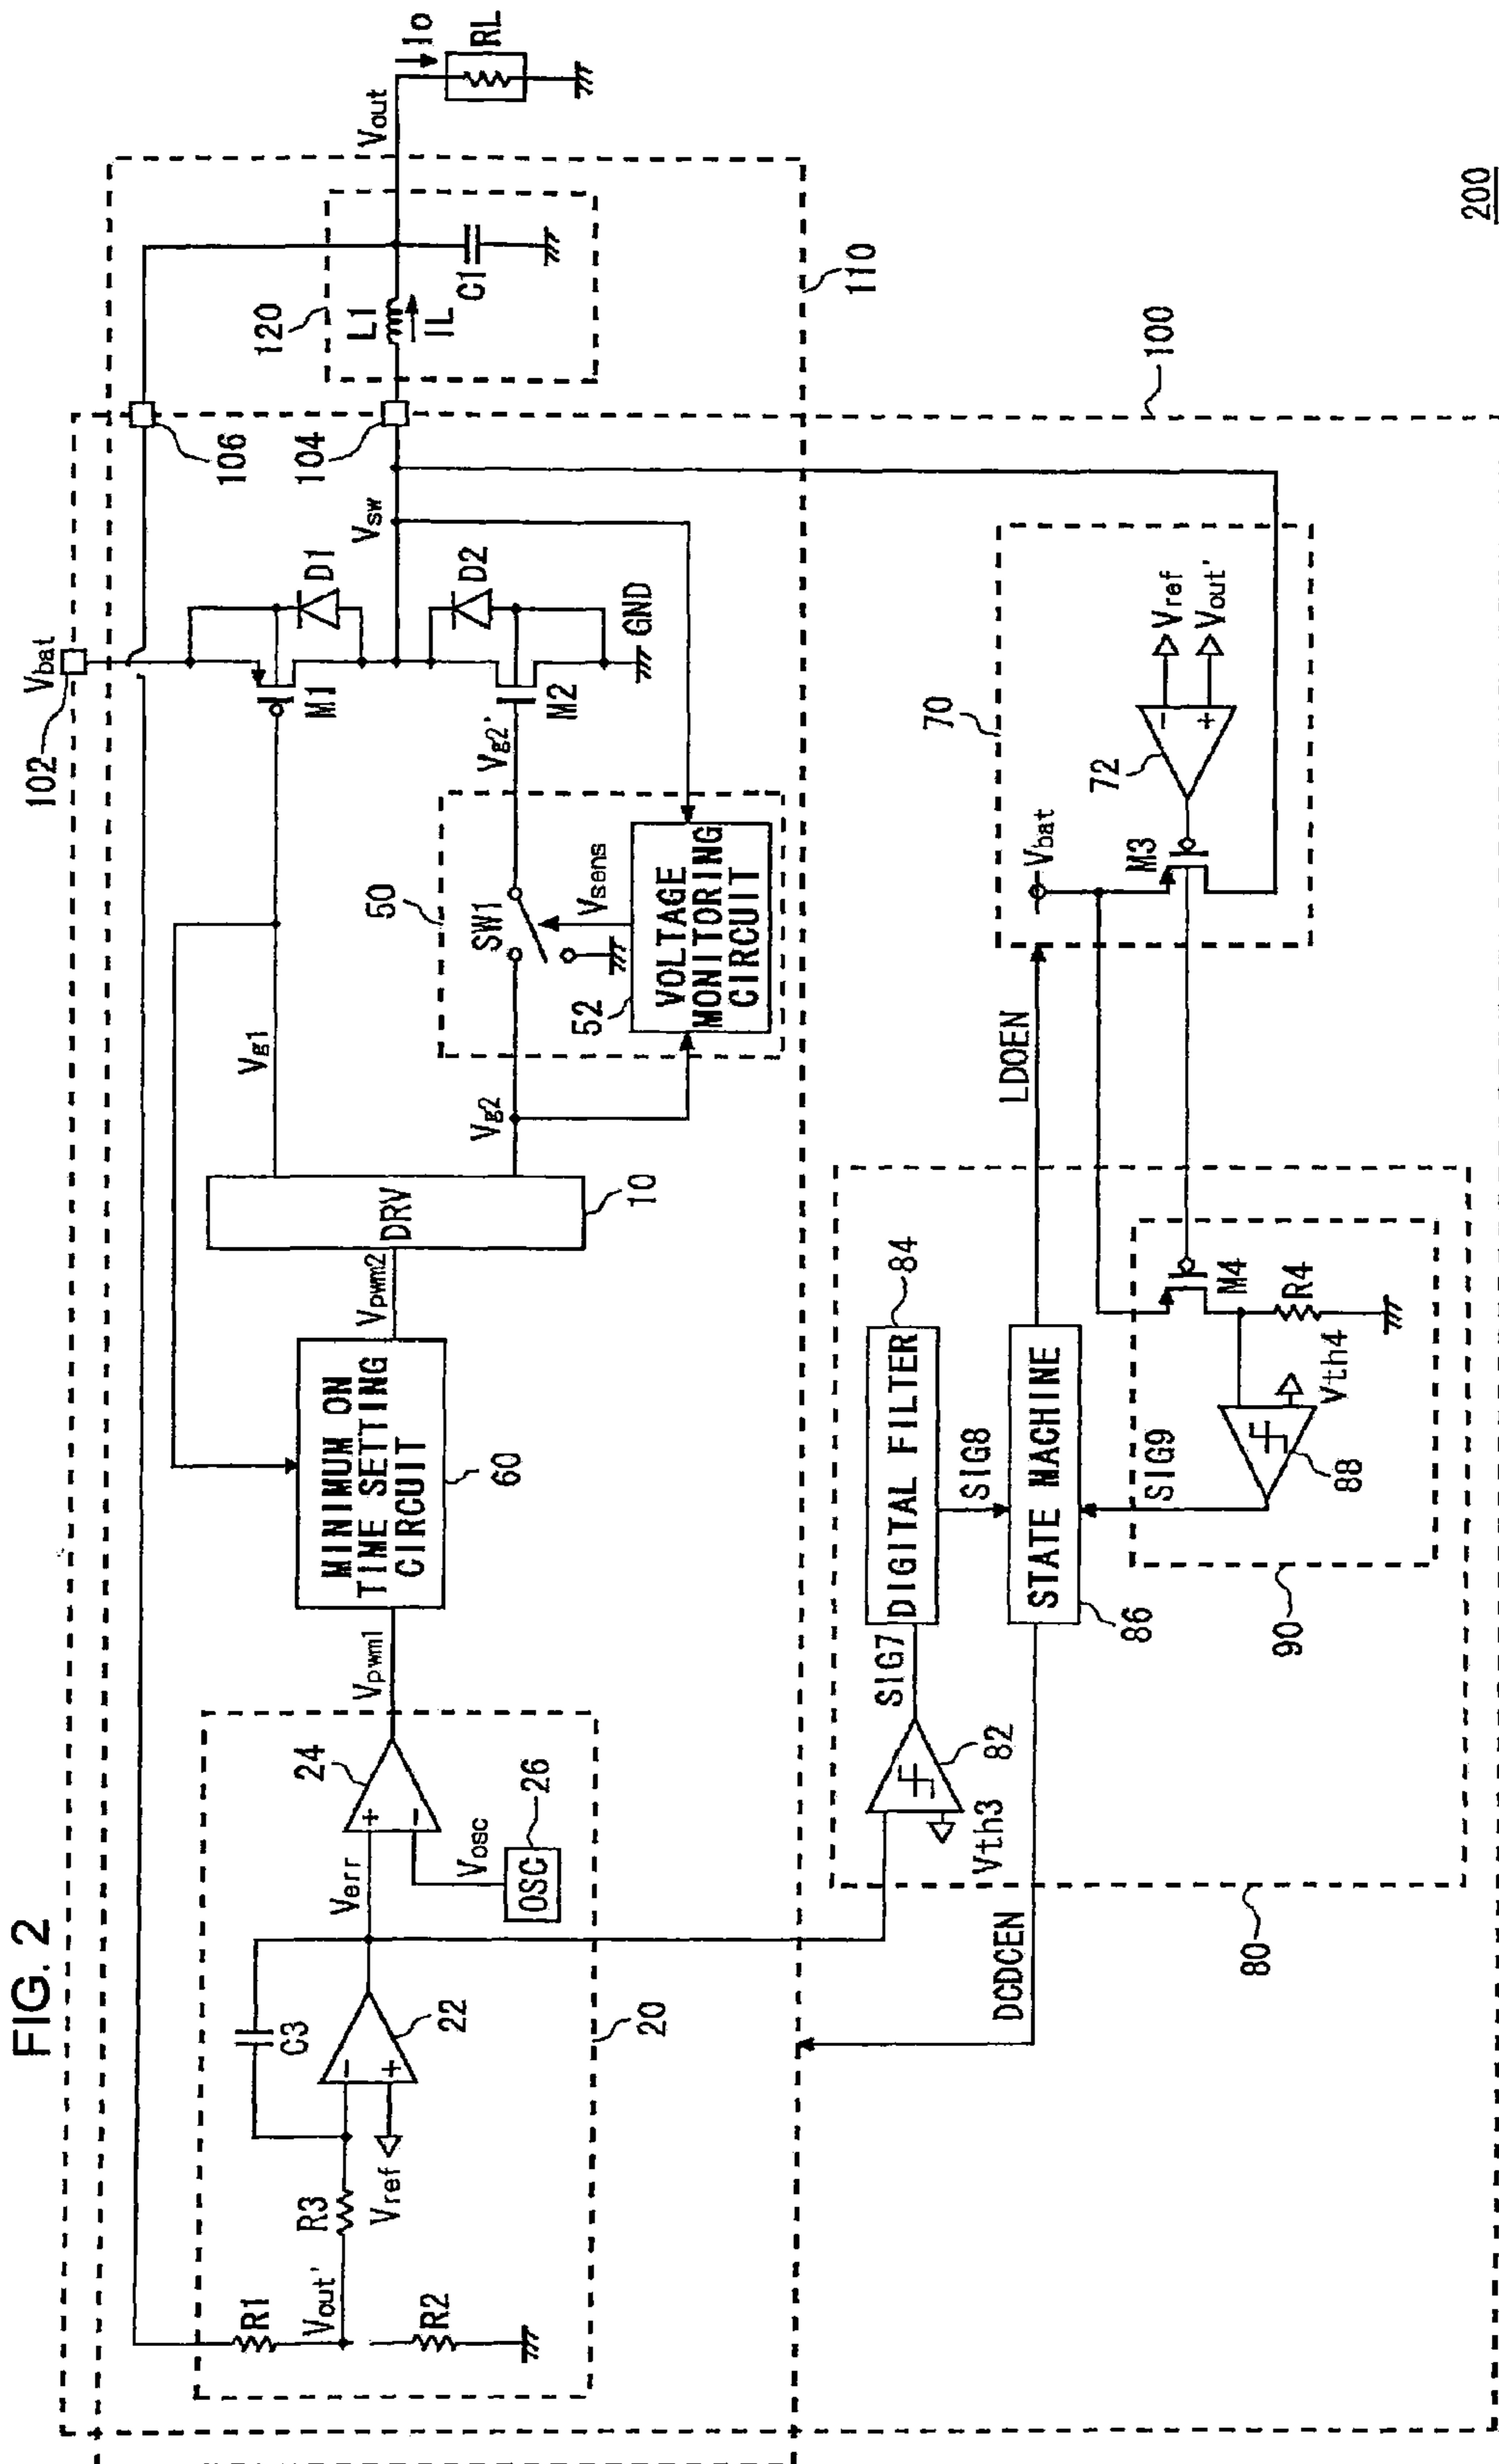 FIG. 2
102
Vbat
106
Vout
Io
RL
120
L1
IL
C1
110
104
Vsw
D1
M1
D2
M2
GND
Vg1
Vg2
Vg2'
50
SW1
Vsens
52
VOLTAGE
MONITORING
CIRCUIT
DRV
10
Vpwm2
MINIMUM ON
TIME SETTING
CIRCUIT
60
Vpwm1
24
+
−
Verr
Vosc
26
OSC
C3
22
−
+
Vref
R3
Vout'
R1
R2
20
DCDCEN
80
Vth3
82
SIG7
DIGITAL FILTER
84
SIG8
STATE MACHINE
86
LDOEN
SIG9
88
Vth4
M4
R4
90
70
Vbat
M3
72
−
+
Vref
Vout'
100
200